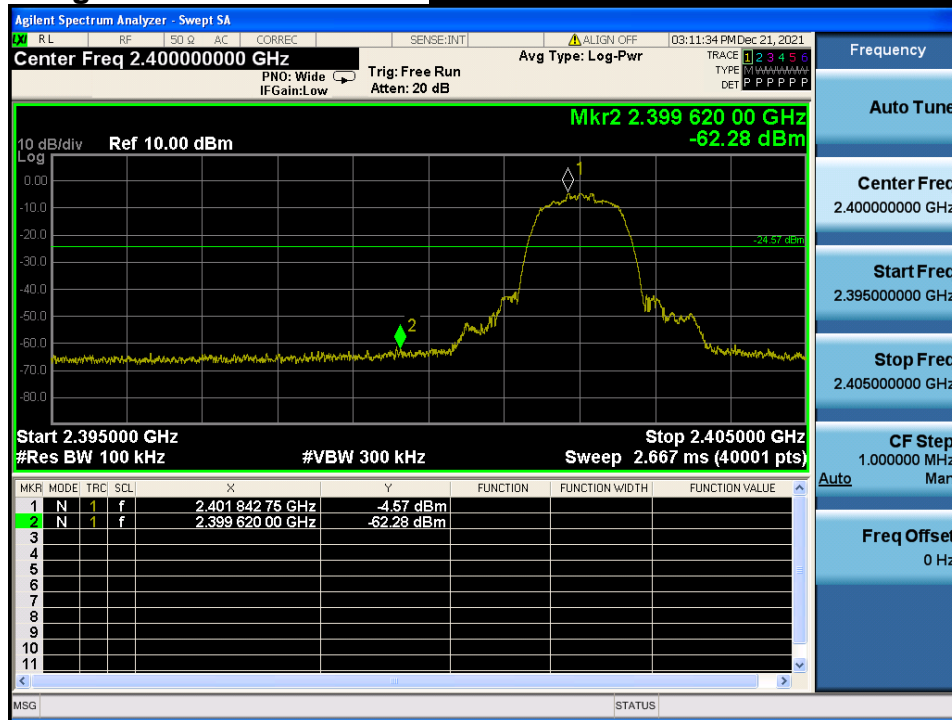 Agilent Spectrum Analyzer - Swept SA
LXI RL RF 50 Ω AC CORREC SENSE:INT ALIGN OFF 03:11:34 PM Dec 21, 2021
Center Freq 2.400000000 GHz
PNO: Wide
IFGain:Low
Trig: Free Run
Atten: 20 dB
Avg Type: Log-Pwr
TRACE 1 2 3 4 5 6
TYPE M W W W W W
DET P P P P P P
Mkr2 2.399 620 00 GHz
-62.28 dBm
10 dB/div Ref 10.00 dBm
Log
0.00
-10.0
-20.0
-30.0
-40.0
-50.0
-60.0
-70.0
-80.0
1
-24.57 dBm
2
Start 2.395000 GHz Stop 2.405000 GHz
#Res BW 100 kHz #VBW 300 kHz Sweep 2.667 ms (40001 pts)
MKR MODE TRC SCL X Y FUNCTION FUNCTION WIDTH FUNCTION VALUE
1 N 1 f 2.401 842 75 GHz -4.57 dBm
2 N 1 f 2.399 620 00 GHz -62.28 dBm
3
4
5
6
7
8
9
10
11
MSG STATUS
Frequency
Auto Tune
Center Freq
2.400000000 GHz
Start Freq
2.395000000 GHz
Stop Freq
2.405000000 GHz
CF Step
1.000000 MHz
Auto Man
Freq Offset
0 Hz